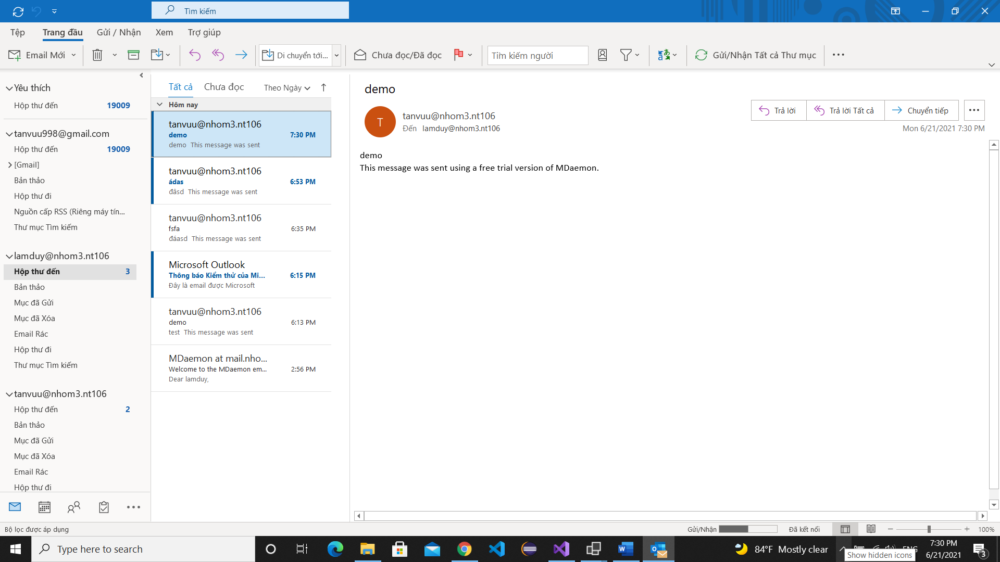 Tìm kiếm
Tệp
Trang đầu
Gửi / Nhận
Xem
Trợ giúp
Email Mới
Di chuyển tới...
Chưa đọc/Đã đọc
Tìm kiếm người
Gửi/Nhận Tất cả Thư mục
Yêu thích
Hộp thư đến 19009
tanvuu998@gmail.com
Hộp thư đến 19009
[Gmail]
Bản thảo
Hộp thư đi
Nguồn cấp RSS (Riêng máy tín...
Thư mục Tìm kiếm
lamduy@nhom3.nt106
Hộp thư đến 3
Bản thảo
Mục đã Gửi
Mục đã Xóa
Email Rác
Hộp thư đi
Thư mục Tìm kiếm
tanvuu@nhom3.nt106
Hộp thư đến 2
Bản thảo
Mục đã Gửi
Mục đã Xóa
Email Rác
Hộp thư đi
Tất cả
Chưa đọc
Theo Ngày
Hôm nay
tanvuu@nhom3.nt106
demo 7:30 PM
demo This message was sent
tanvuu@nhom3.nt106
ádas 6:53 PM
đâsd This message was sent
tanvuu@nhom3.nt106
fsfa 6:35 PM
đáasd This message was sent
Microsoft Outlook
Thông báo Kiểm thử của Mi... 6:15 PM
Đây là email được Microsoft
tanvuu@nhom3.nt106
demo 6:13 PM
test This message was sent
MDaemon at mail.nho...
Welcome to the MDaemon em... 2:56 PM
Dear lamduy,
demo
T
tanvuu@nhom3.nt106
Đến lamduy@nhom3.nt106
Trả lời
Trả lời Tất cả
Chuyển tiếp
Mon 6/21/2021 7:30 PM
demo
This message was sent using a free trial version of MDaemon.
Bộ lọc được áp dụng
Gửi/Nhận
Đã kết nối
100%
Type here to search
84°F Mostly clear
ENG
Show hidden icons
7:30 PM
6/21/2021
3